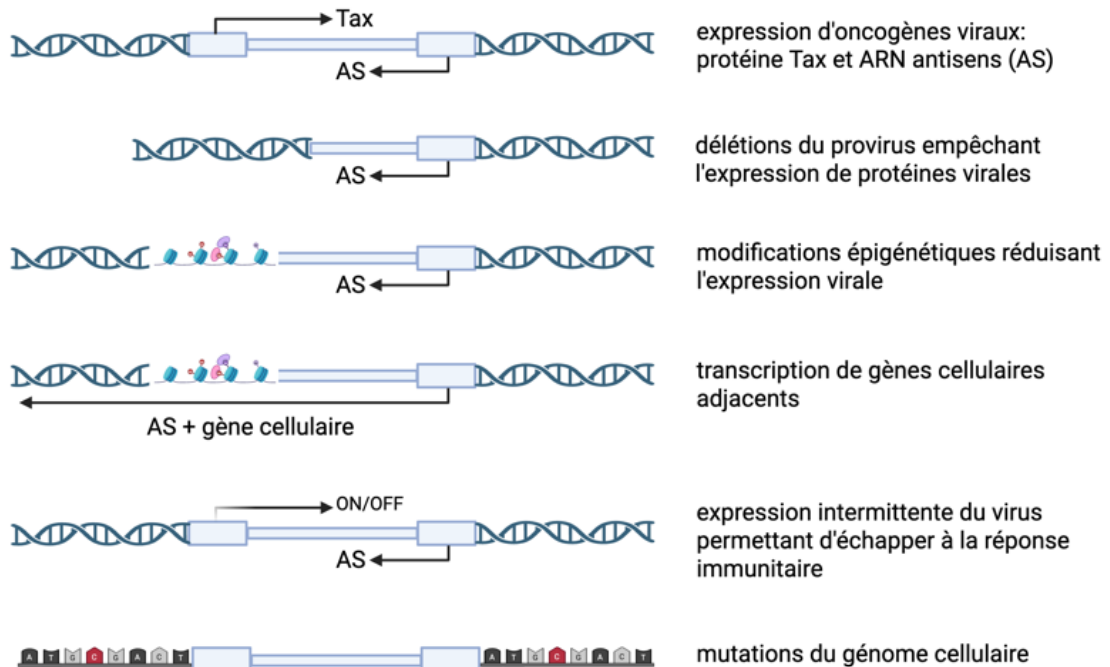 Tax
AS
expression d'oncogènes viraux:
protéine Tax et ARN antisens (AS)
AS
délétions du provirus empêchant
l'expression de protéines virales
AS
modifications épigénétiques réduisant
l'expression virale
AS + gène cellulaire
transcription de gènes cellulaires
adjacents
ON/OFF
AS
expression intermittente du virus
permettant d'échapper à la réponse
immunitaire
A T G C G A C T
A T G C G A C T
mutations du génome cellulaire